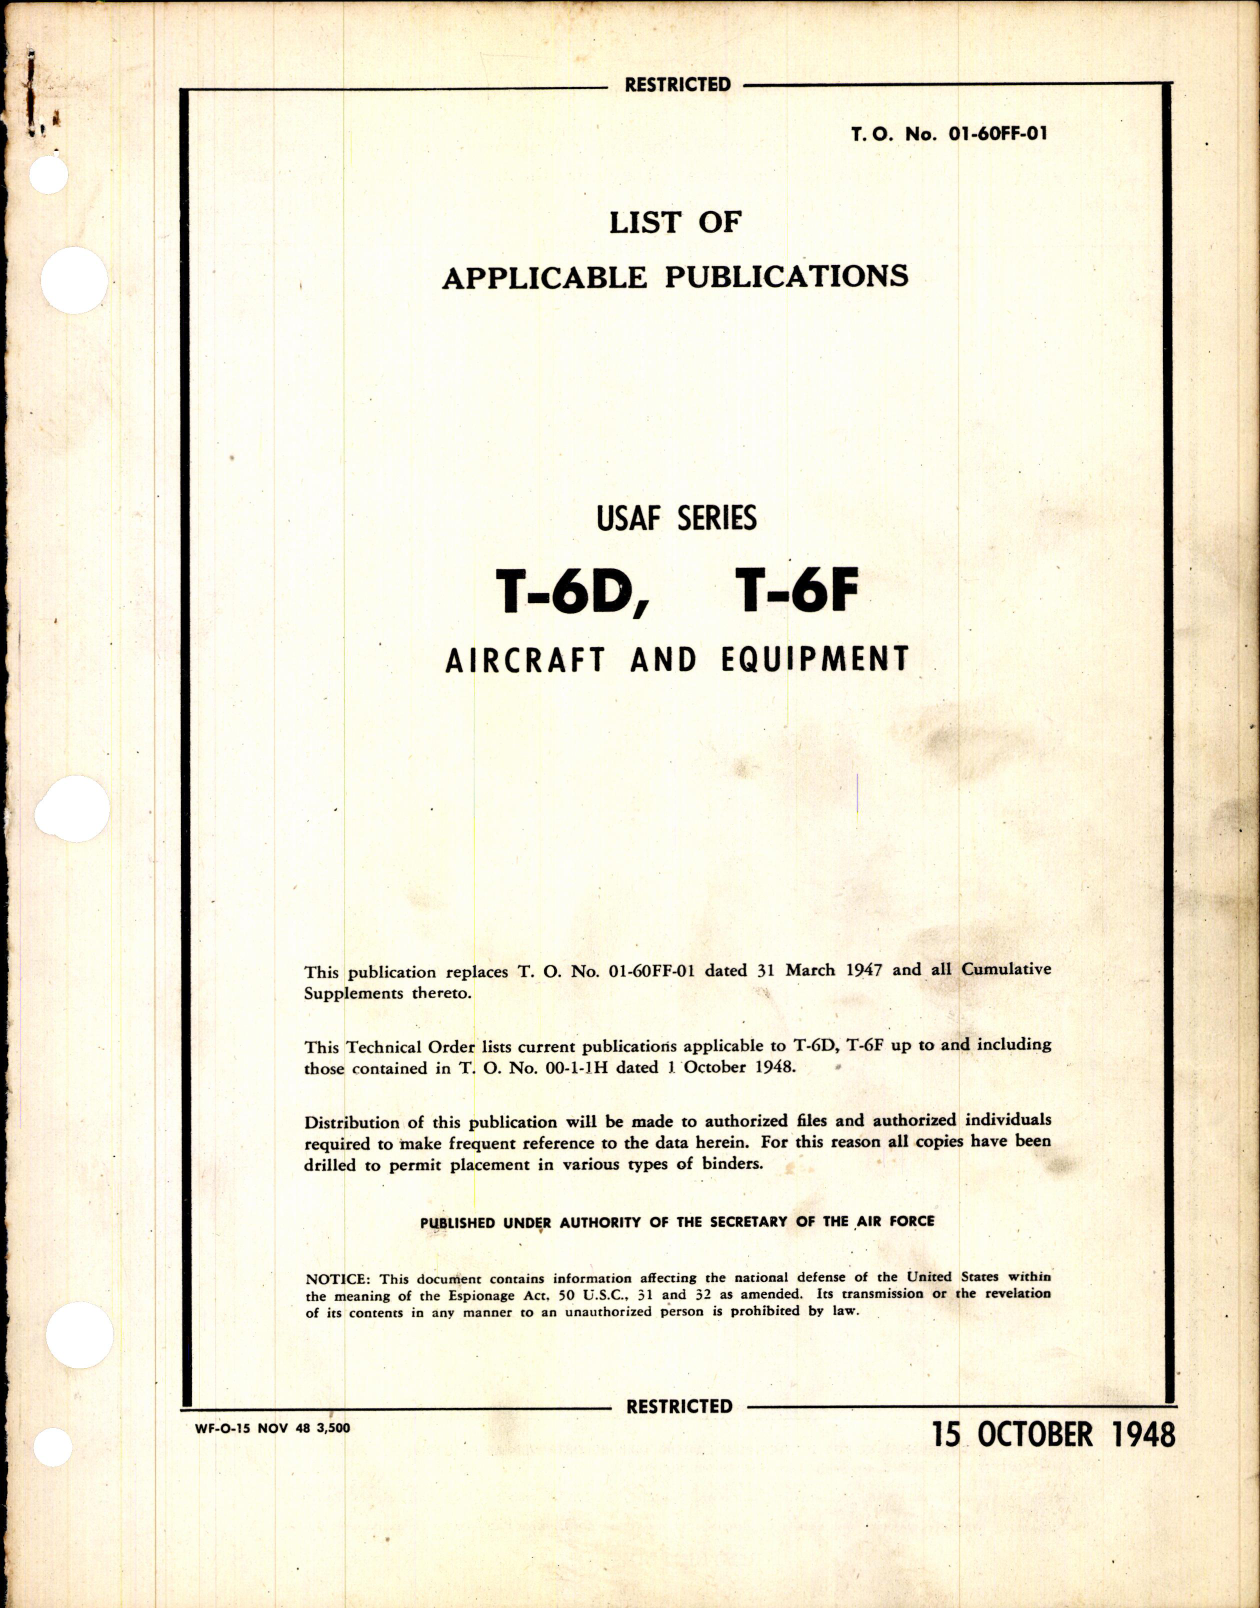 RESTRICTED
T. O. No. 01-60FF-01
LIST OF
APPLICABLE PUBLICATIONS
USAF SERIES
T-6D, T-6F
AIRCRAFT AND EQUIPMENT
This publication replaces T. O. No. 01-60FF-01 dated 31 March 1947 and all Cumulative
Supplements thereto.
This Technical Order lists current publications applicable to T-6D, T-6F up to and including
those contained in T. O. No. 00-1-1H dated 1 October 1948.
Distribution of this publication will be made to authorized files and authorized individuals
required to make frequent reference to the data herein. For this reason all copies have been
drilled to permit placement in various types of binders.
PUBLISHED UNDER AUTHORITY OF THE SECRETARY OF THE AIR FORCE
NOTICE: This document contains information affecting the national defense of the United States within
the meaning of the Espionage Act, 50 U.S.C., 31 and 32 as amended. Its transmission or the revelation
of its contents in any manner to an unauthorized person is prohibited by law.
RESTRICTED
WF-O-15 NOV 48 3,500
15 OCTOBER 1948